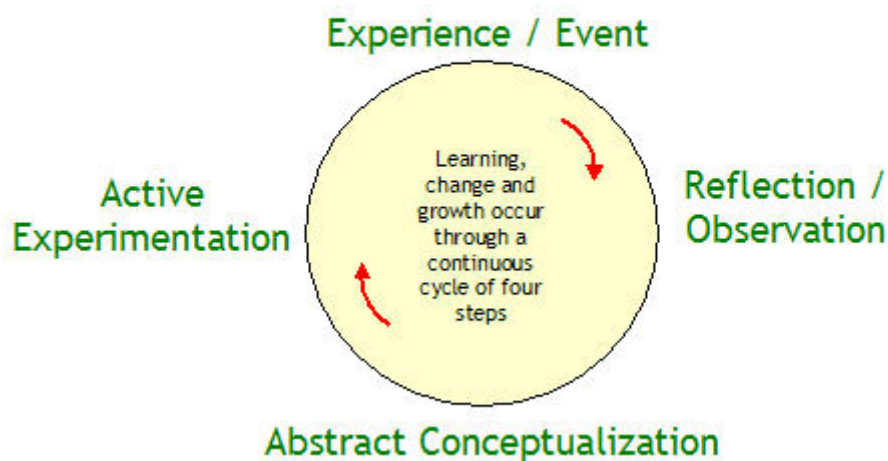 Experience / Event
Learning,
change and
growth occur
through a
continuous
cycle of four
steps
Active
Experimentation
Reflection /
Observation
Abstract Conceptualization